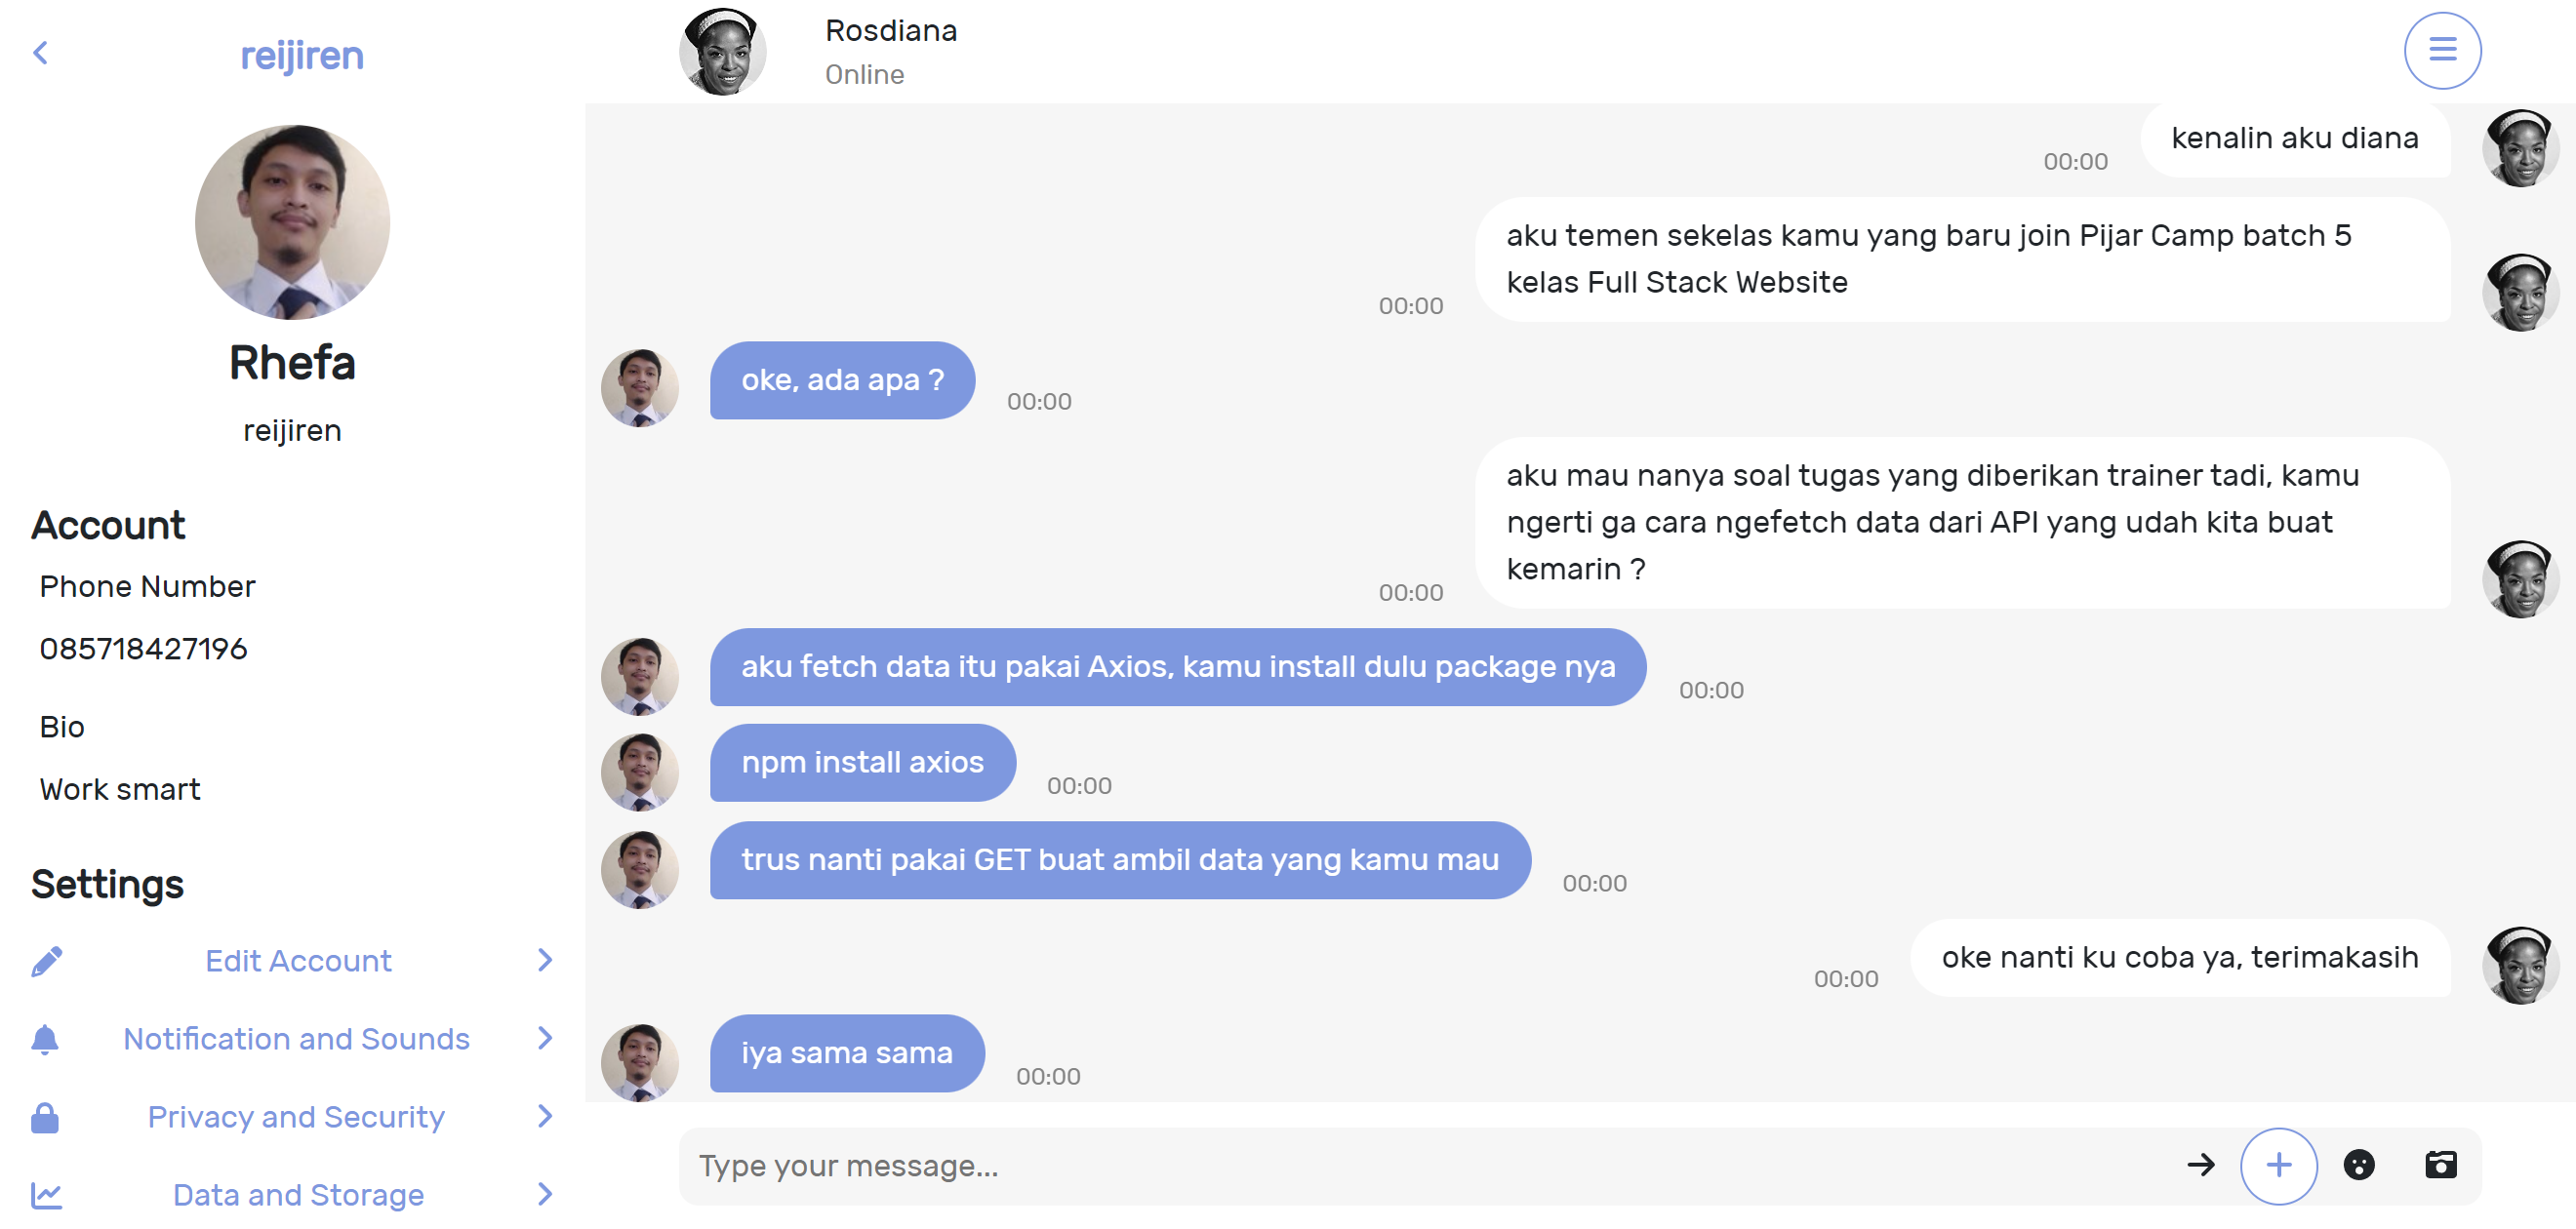 reijiren
Rhefa
reijiren
Account
Phone Number
085718427196
Bio
Work smart
Settings
Edit Account
Notification and Sounds
Privacy and Security
Data and Storage
Rosdiana
Online
kenalin aku diana
00:00
aku temen sekelas kamu yang baru join Pijar Camp batch 5
kelas Full Stack Website
00:00
oke, ada apa ?
00:00
aku mau nanya soal tugas yang diberikan trainer tadi, kamu
ngerti ga cara ngefetch data dari API yang udah kita buat
kemarin ?
00:00
aku fetch data itu pakai Axios, kamu install dulu package nya
00:00
npm install axios
00:00
trus nanti pakai GET buat ambil data yang kamu mau
00:00
oke nanti ku coba ya, terimakasih
00:00
iya sama sama
00:00
Type your message...